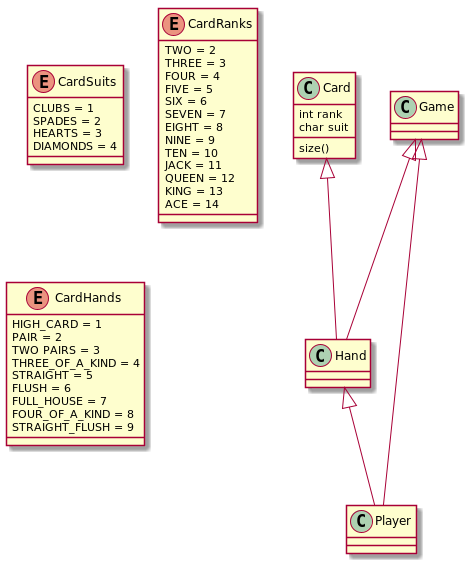 E CardSuits
CLUBS = 1
SPADES = 2
HEARTS = 3
DIAMONDS = 4
E CardRanks
TWO = 2
THREE = 3
FOUR = 4
FIVE = 5
SIX = 6
SEVEN = 7
EIGHT = 8
NINE = 9
TEN = 10
JACK = 11
QUEEN = 12
KING = 13
ACE = 14
C Card
int rank
char suit
size()
C Game
E CardHands
HIGH_CARD = 1
PAIR = 2
TWO PAIRS = 3
THREE_OF_A_KIND = 4
STRAIGHT = 5
FLUSH = 6
FULL_HOUSE = 7
FOUR_OF_A_KIND = 8
STRAIGHT_FLUSH = 9
C Hand
C Player